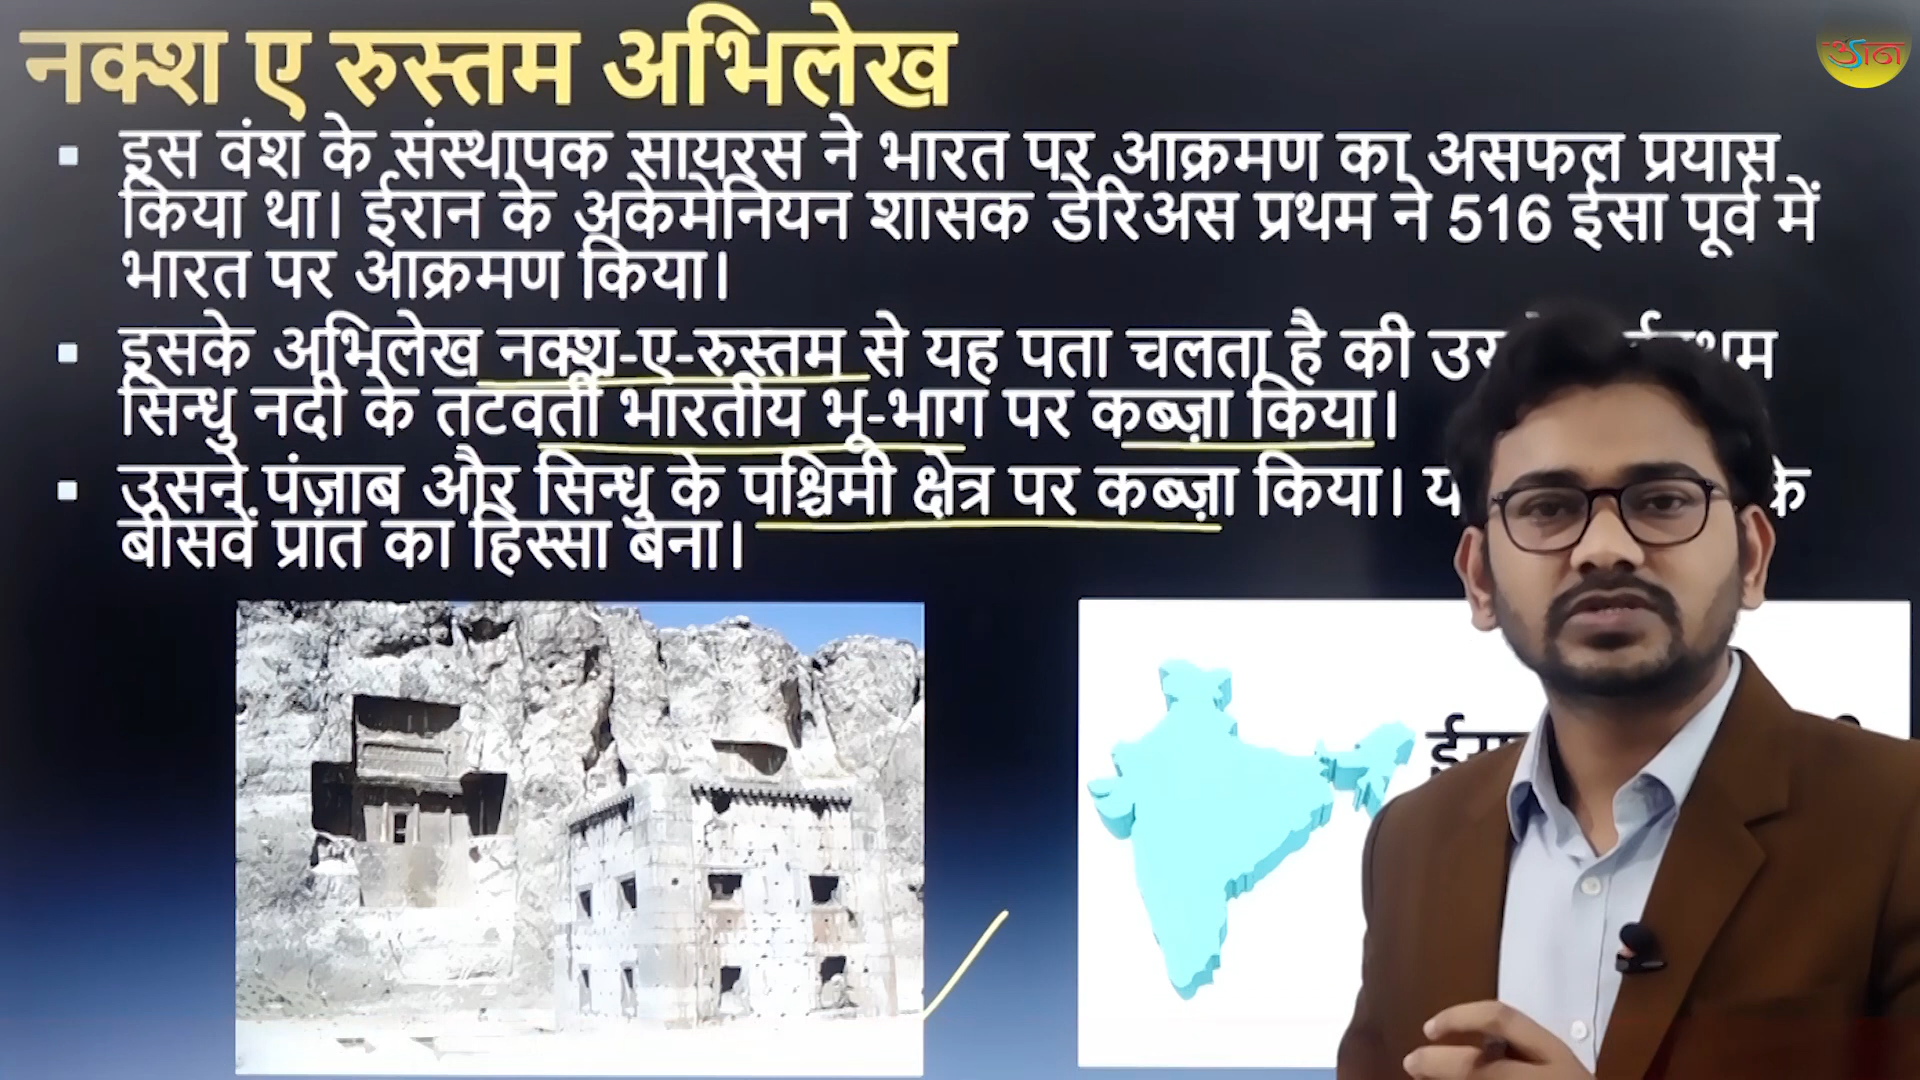 नक्श ए रुस्तम अभिलेख
▪ इस वंश के संस्थापक सायरस ने भारत पर आक्रमण का असफल प्रयास
किया था। ईरान के अकेमेनियन शासक डेरिअस प्रथम ने 516 ईसा पूर्व में
भारत पर आक्रमण किया।
▪ इसके अभिलेख नक्श-ए-रुस्तम से यह पता चलता है की
सिन्धु नदी के तटवर्ती भारतीय भू-भाग पर कब्ज़ा किया।
▪ उसने पंजाब और सिन्धु के पश्चिमी क्षेत्र पर कब्ज़ा किया। के
बीसवें प्रांत का हिस्सा बना।